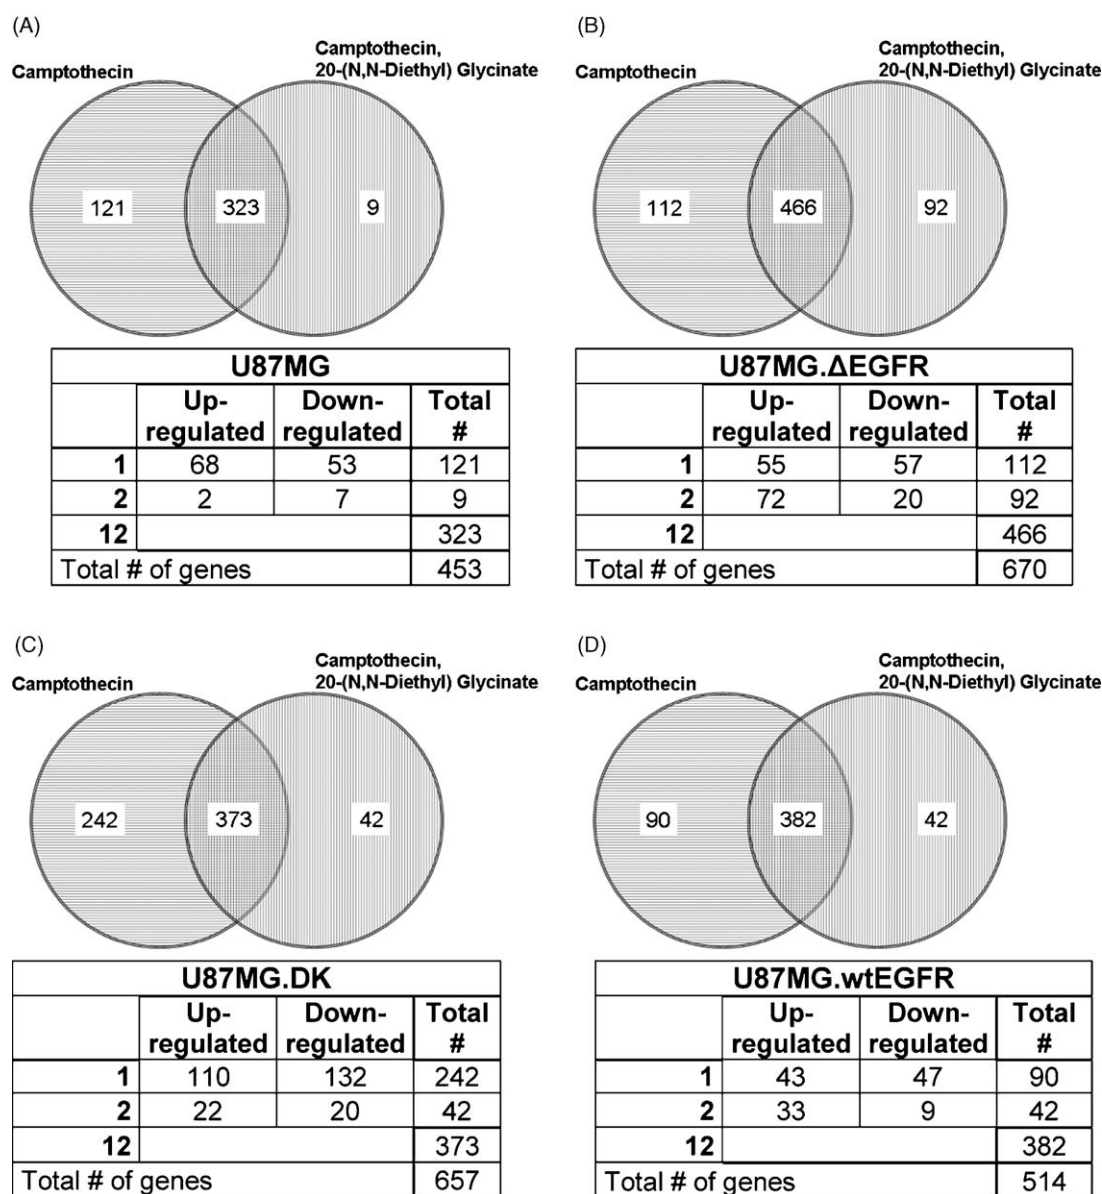 (A)
Camptothecin
Camptothecin,
20-(N,N-Diethyl) Glycinate
121
323
9
U87MG
Up-
regulated
Down-
regulated
Total
#
1 68 53 121
2 2 7 9
12 323
Total # of genes 453
(B)
Camptothecin
Camptothecin,
20-(N,N-Diethyl) Glycinate
112
466
92
U87MG.ΔEGFR
Up-
regulated
Down-
regulated
Total
#
1 55 57 112
2 72 20 92
12 466
Total # of genes 670
(C)
Camptothecin
Camptothecin,
20-(N,N-Diethyl) Glycinate
242
373
42
U87MG.DK
Up-
regulated
Down-
regulated
Total
#
1 110 132 242
2 22 20 42
12 373
Total # of genes 657
(D)
Camptothecin
Camptothecin,
20-(N,N-Diethyl) Glycinate
90
382
42
U87MG.wtEGFR
Up-
regulated
Down-
regulated
Total
#
1 43 47 90
2 33 9 42
12 382
Total # of genes 514